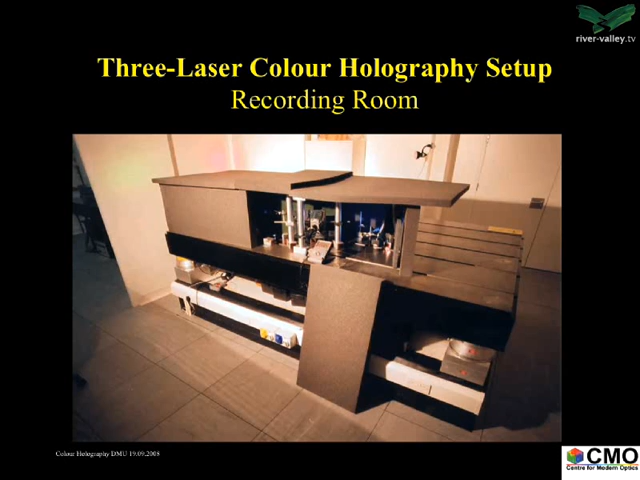 river-valley.tv
Three-Laser Colour Holography Setup
Recording Room
Colour Holography DMU 19.09.2008
CMO
Centre for Modern Optics